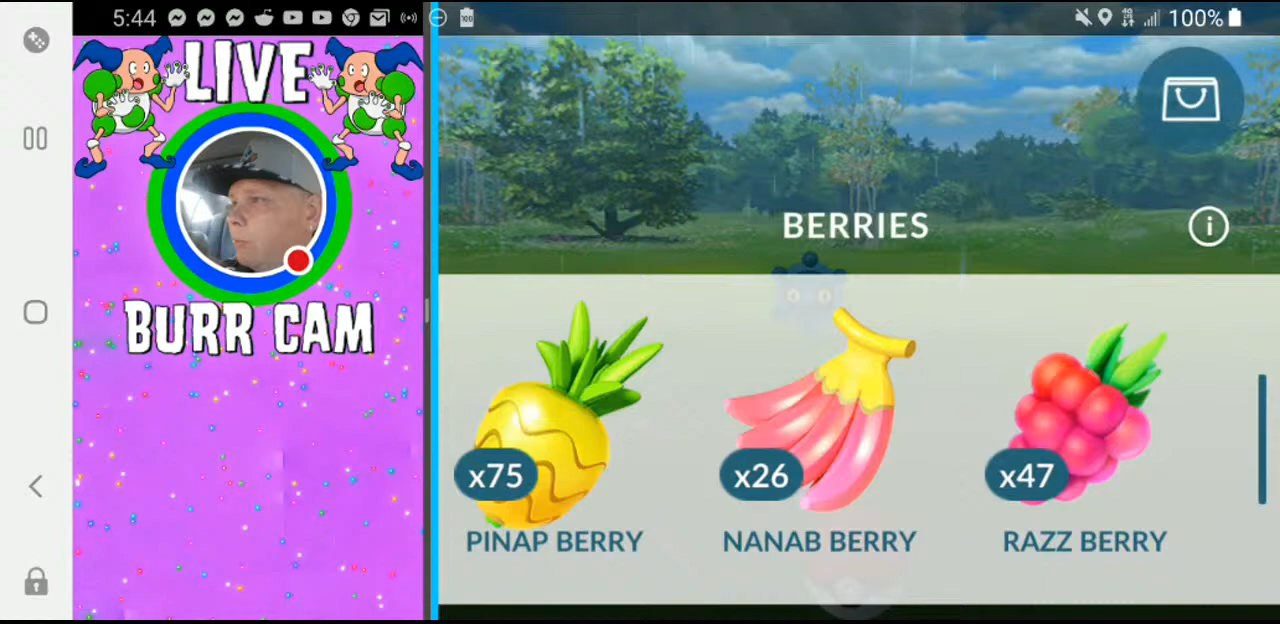 5:44
100%
LIVE
BURR CAM
BERRIES
x75
x26
x47
PINAP BERRY
NANAB BERRY
RAZZ BERRY